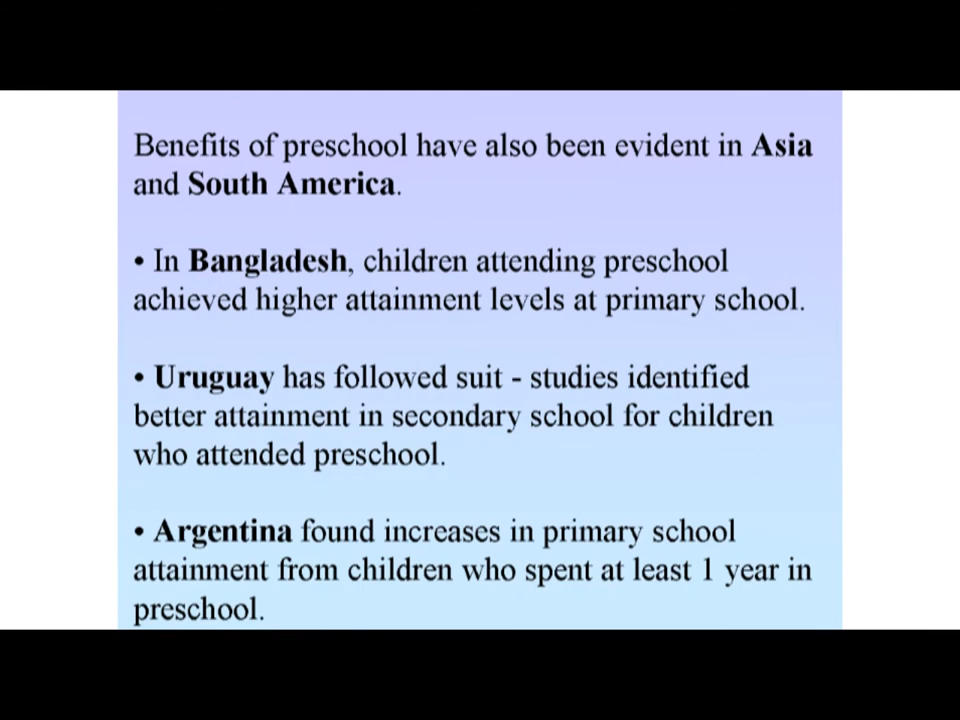 Benefits of preschool have also been evident in Asia
and South America.
• In Bangladesh, children attending preschool
achieved higher attainment levels at primary school.
• Uruguay has followed suit - studies identified
better attainment in secondary school for children
who attended preschool.
• Argentina found increases in primary school
attainment from children who spent at least 1 year in
preschool.